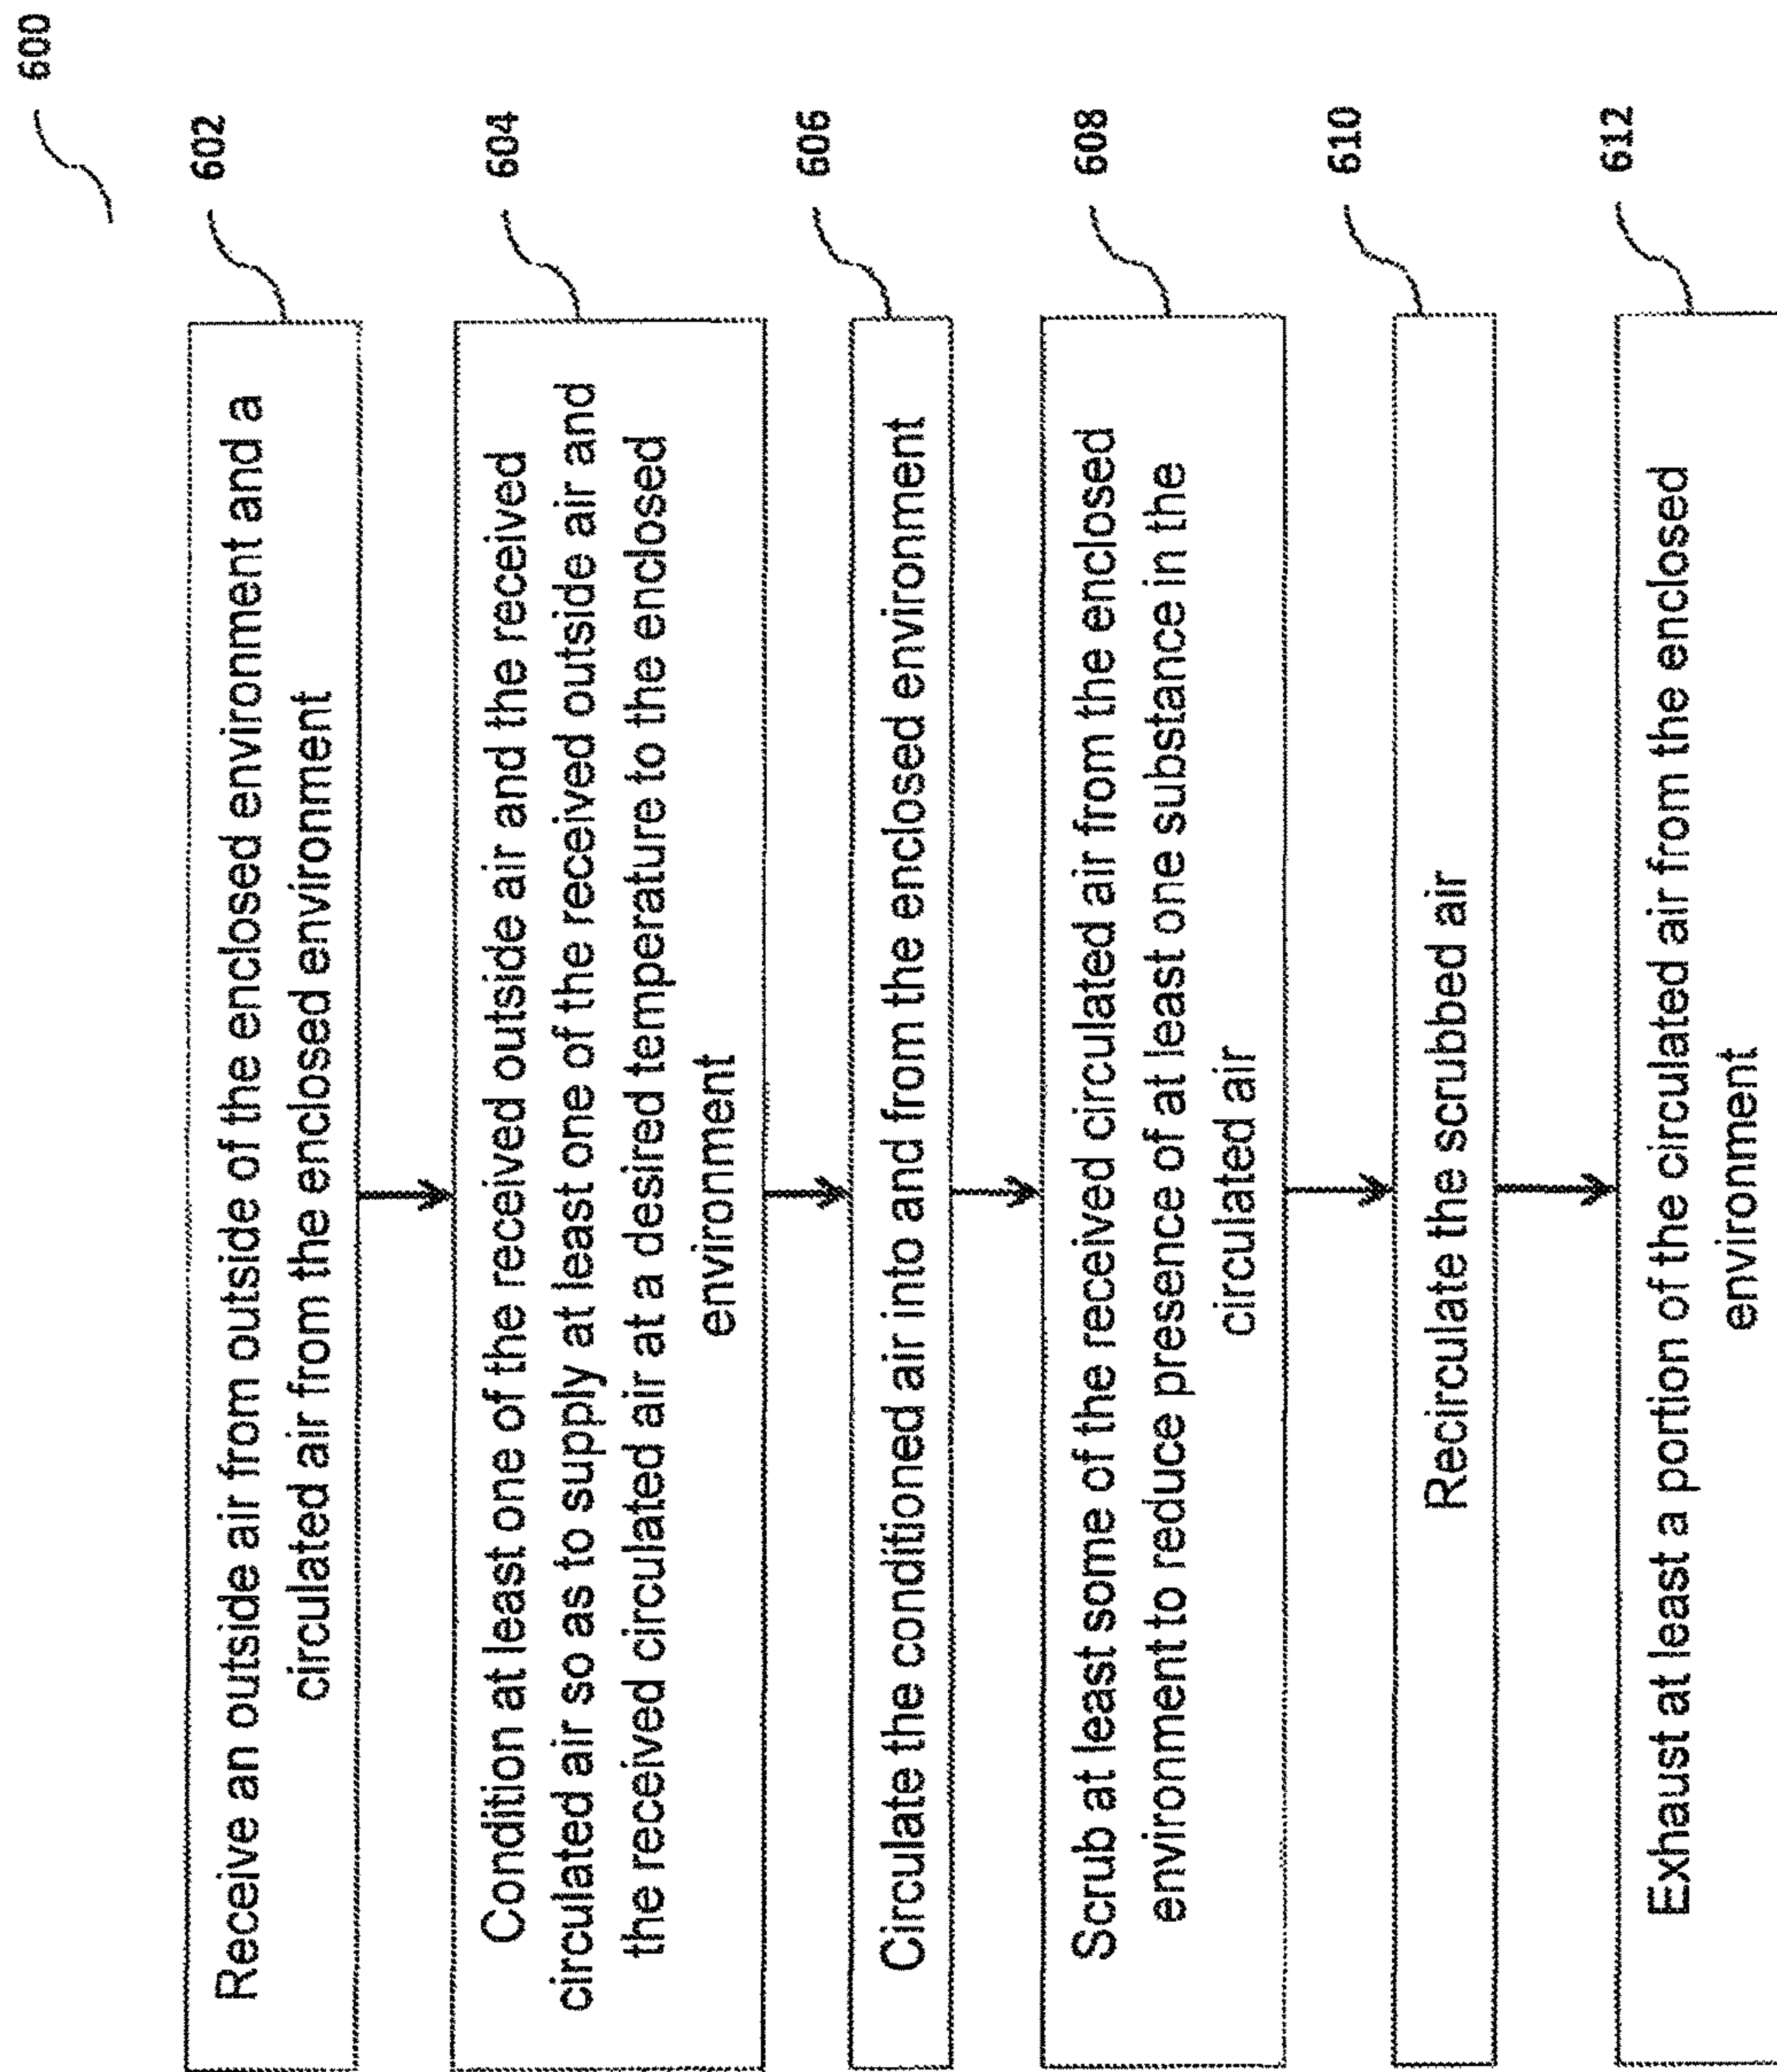 600
602
Receive an outside air from outside of the enclosed environment and a
circulated air from the enclosed environment
604
Condition at least one of the received outside air and the received
circulated air so as to supply at least one of the received outside air and
the received circulated air at a desired temperature to the enclosed
environment
606
Circulate the conditioned air into and from the enclosed environment
608
Scrub at least some of the received circulated air from the enclosed
environment to reduce presence of at least one substance in the
circulated air
610
Recirculate the scrubbed air
612
Exhaust at least a portion of the circulated air from the enclosed
environment